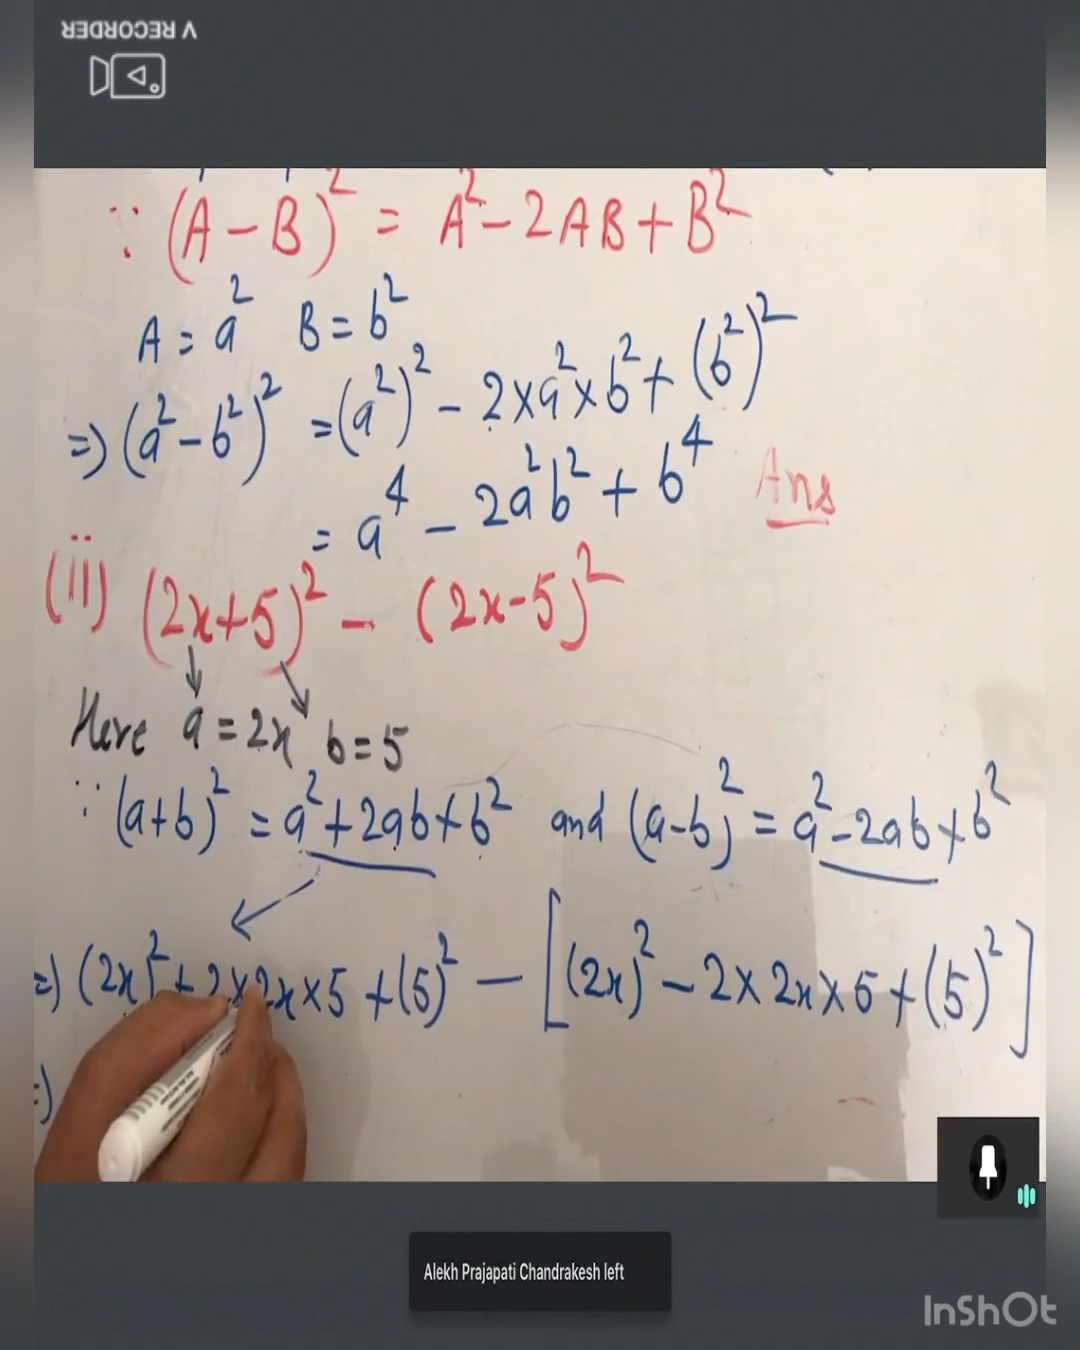 V RECORDER
∵ (A - B)² = A² - 2AB + B²
A = a² B = b²
=) (a² - b²)² = (a²)² - 2×a²×b² + (b²)²
= a⁴ - 2a²b² + b⁴ Ans
(ii) (2x+5)² - (2x-5)²
Here a = 2x b = 5
∵ (a+b)² = a² + 2ab + b² and (a-b)² = a² - 2ab + b²
=) (2x)² + 2×2x×5 + (5)² - [(2x)² - 2×2x×5 + (5)²]
=)
Alekh Prajapati Chandrakesh left
InShOt